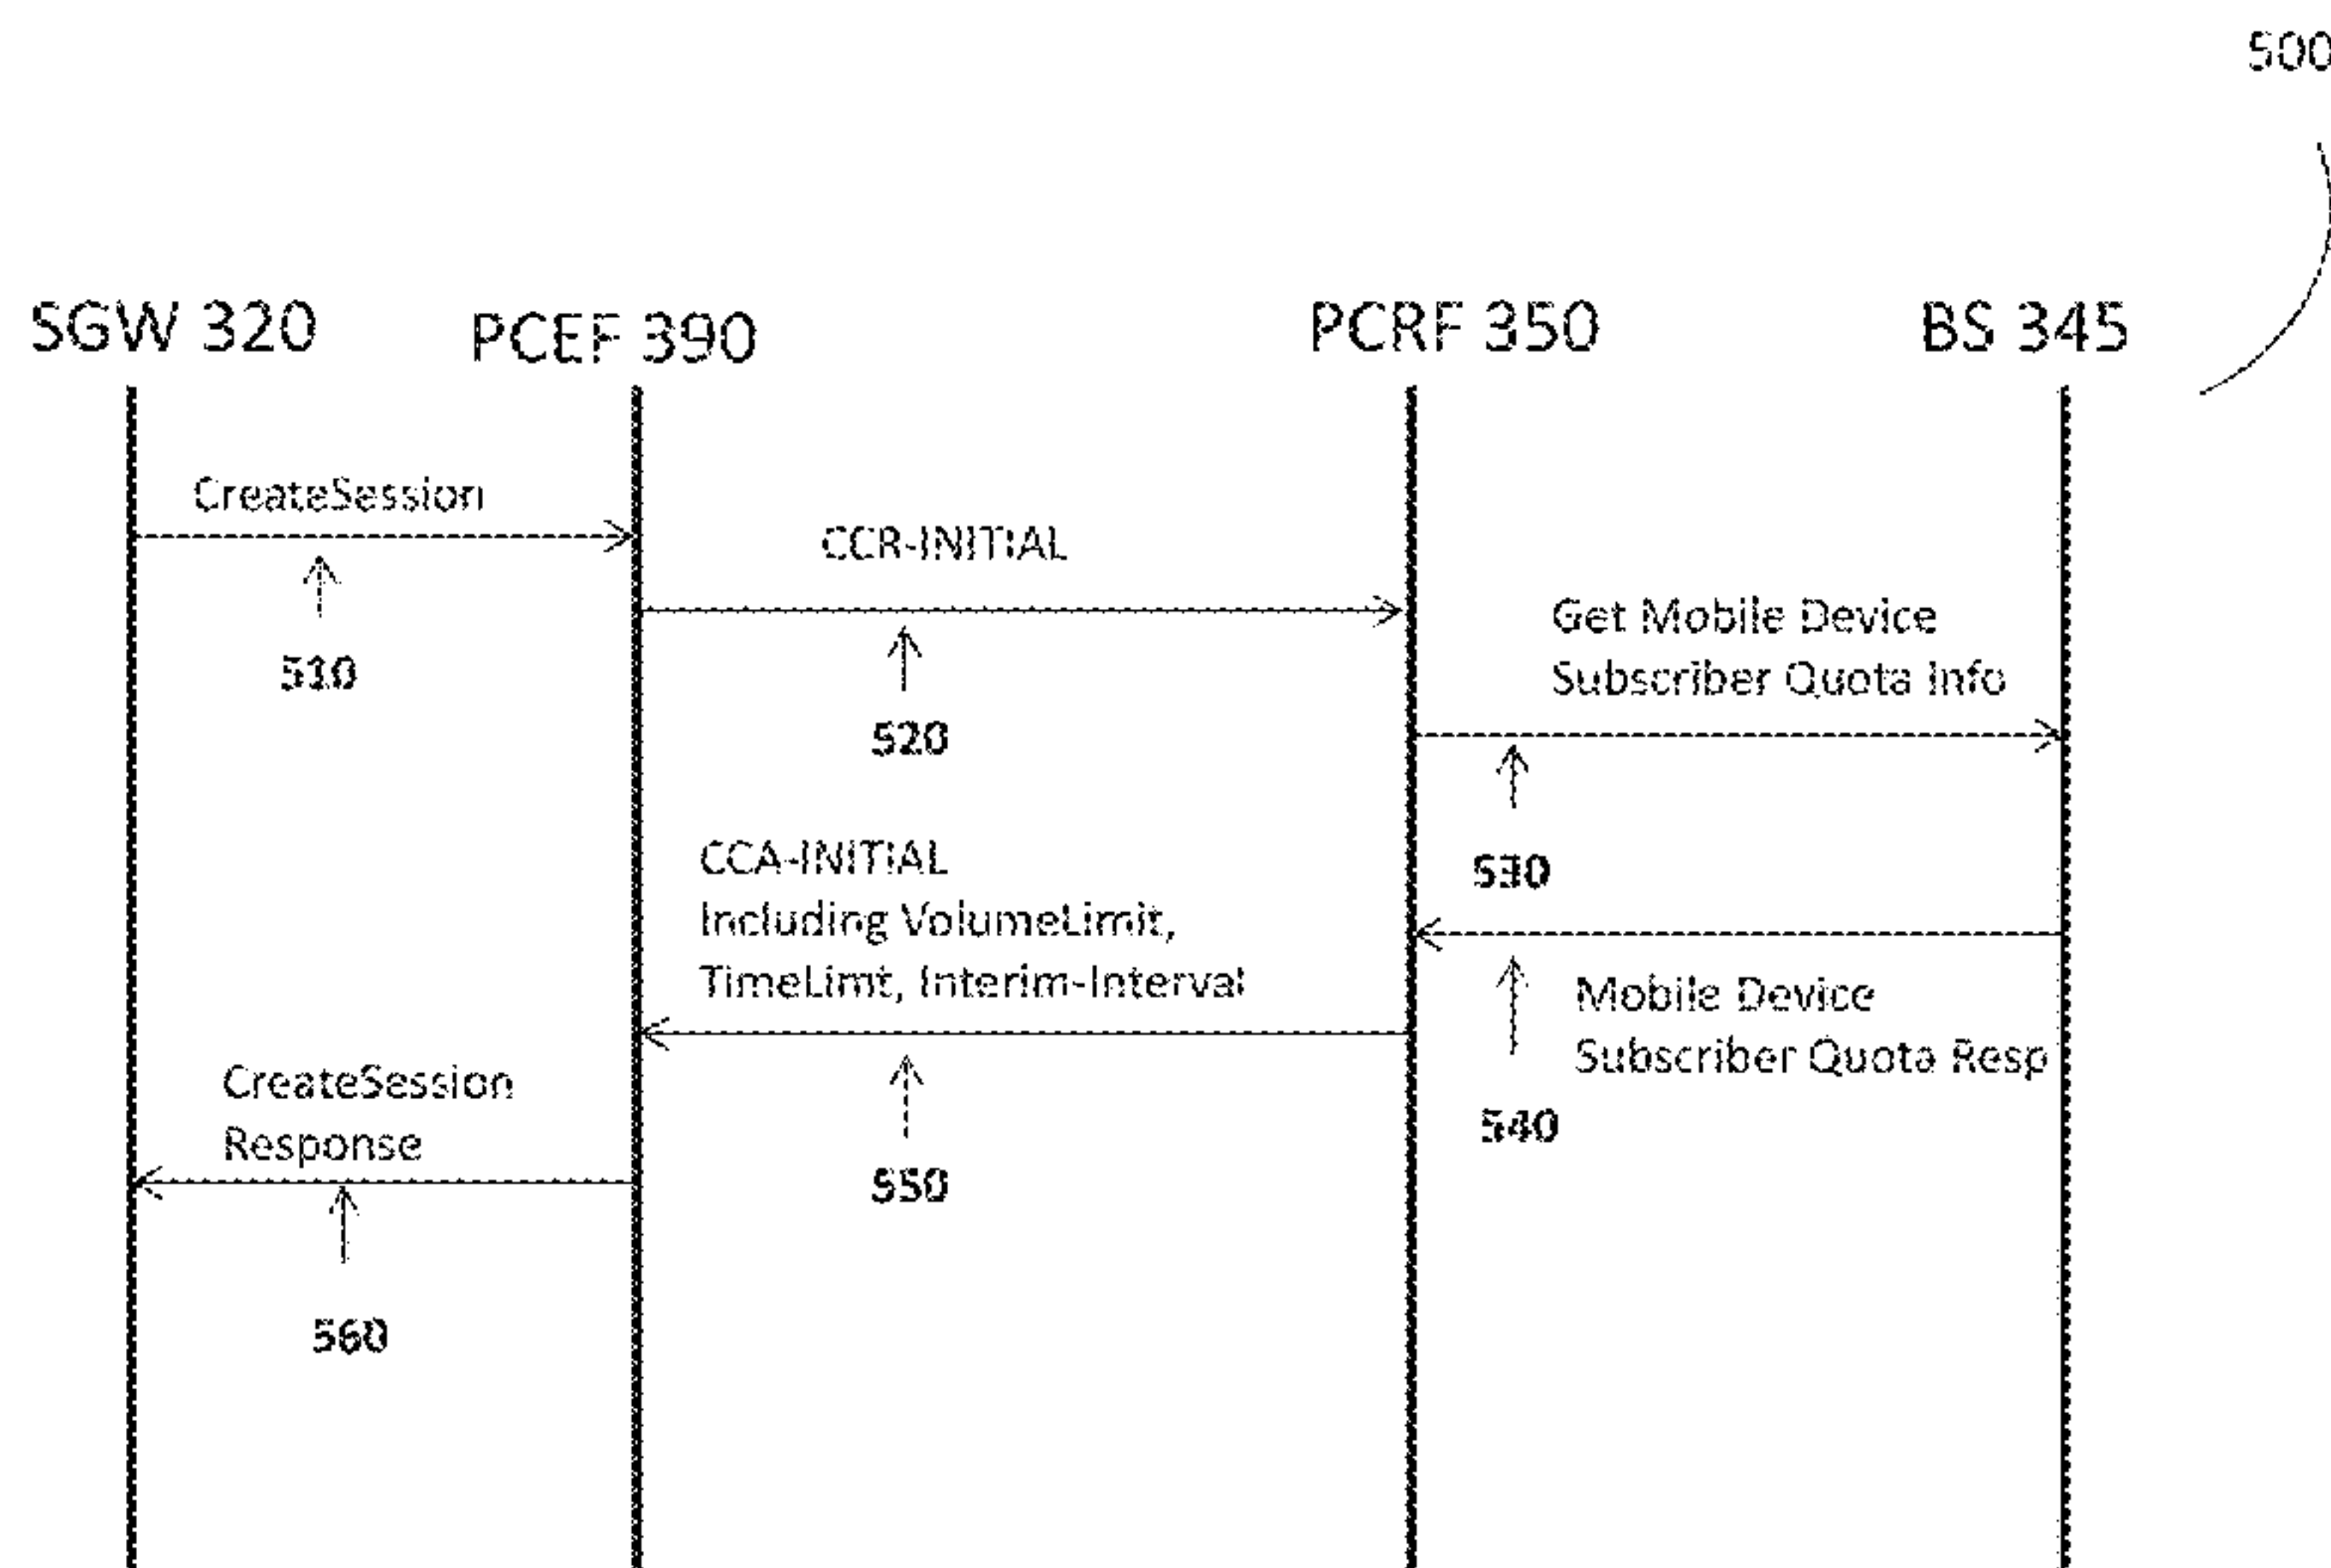 500
SGW 320
PCEF 390
PCRF 350
BS 345
CreateSession
510
CCR-INITIAL
520
Get Mobile Device
Subscriber Quota Info
530
CCA-INITIAL
Including VolumeLimit,
TimeLimt, Interim-Interval
550
Mobile Device
Subscriber Quota Resp
540
CreateSession
Response
560